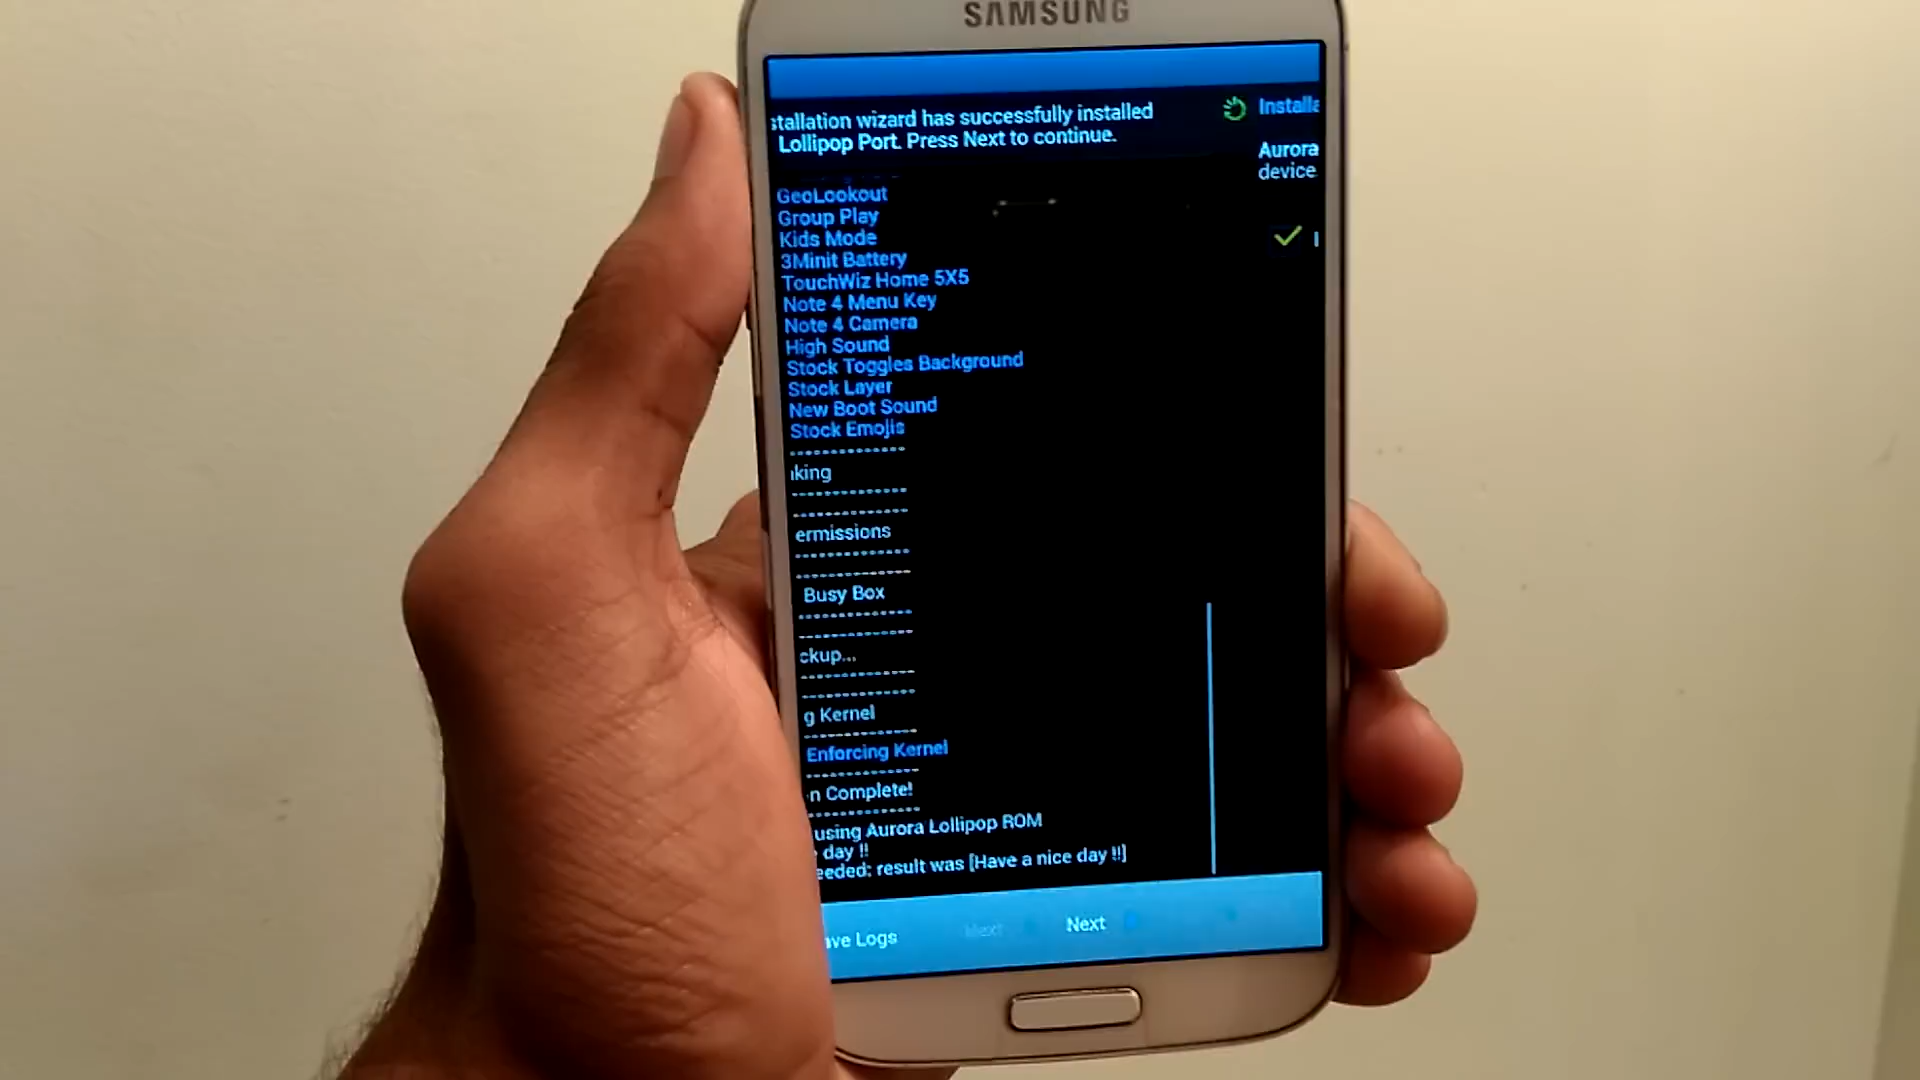 SAMSUNG
stallation wizard has successfully installed
Lollipop Port. Press Next to continue.
Installa
Aurora
device
GeoLookout
Group Play
Kids Mode
3Minit Battery
TouchWiz Home 5X5
Note 4 Menu Key
Note 4 Camera
High Sound
Stock Toggles Background
Stock Layer
New Boot Sound
Stock Emojis
--------------
king
--------------
--------------
ermissions
--------------
--------------
Busy Box
--------------
--------------
ckup...
--------------
--------------
g Kernel
--------------
Enforcing Kernel
--------------
n Complete!
--------------
using Aurora Lollipop ROM
day !!
eeded: result was [Have a nice day !!]
ave Logs
Next
Next